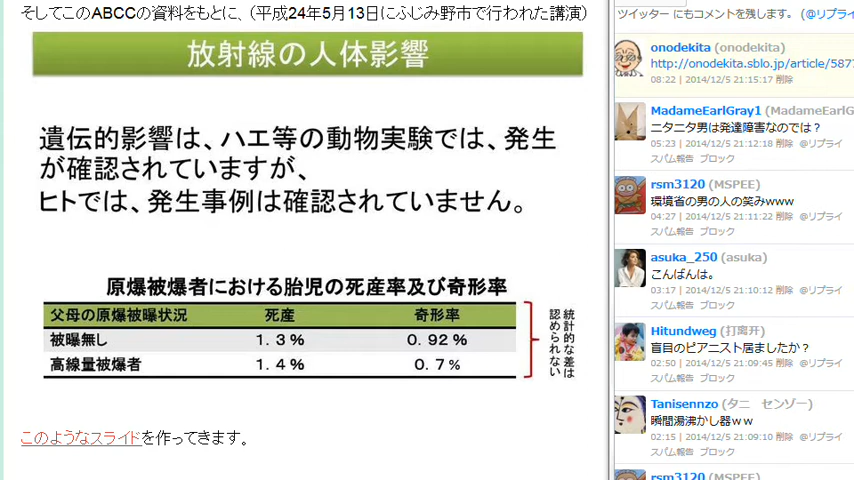 そしてこのABCCの資料をもとに、（平成24年5月13日にふじみ野市で行われた講演）
放射線の人体影響
遺伝的影響は、ハエ等の動物実験では、発生
が確認されていますが、
ヒトでは、発生事例は確認されていません。
原爆被爆者における胎児の死産率及び奇形率
父母の原爆被曝状況 死産 奇形率
被曝無し 1.3% 0.92%
高線量被爆者 1.4% 0.7%
統計的な差は
認められない
このようなスライドを作ってきます。
ツイッター にもコメントを残します。（@リプライ
onodekita (onodekita)
http://onodekita.sblo.jp/article/5877
08:22 | 2014/12/5 21:15:17 削除
MadameEarlGray1 (MadameEarlG
ニタニタ男は発達障害なのでは？
05:23 | 2014/12/5 21:12:18 削除 @リプライ
スパム報告 ブロック
rsm3120 (MSPEE)
環境省の男の人の笑みwww
04:27 | 2014/12/5 21:11:22 削除 @リプライ
スパム報告 ブロック
asuka_250 (asuka)
こんばんは。
03:17 | 2014/12/5 21:10:12 削除 @リプライ
スパム報告 ブロック
Hitundweg (打离开)
盲目のピアニスト居ましたか？
02:50 | 2014/12/5 21:09:45 削除 @リプライ
スパム報告 ブロック
Tanisennzo (タニ　センゾー)
瞬間湯沸かし器ｗｗ
02:15 | 2014/12/5 21:09:10 削除 @リプライ
スパム報告 ブロック
rsm3120 (MSPEE)